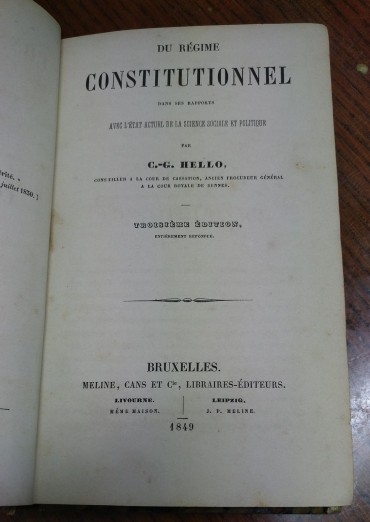 érité. »
juillet 1830.)
DU RÉGIME
CONSTITUTIONNEL
DANS SES RAPPORTS
AVEC L'ÉTAT ACTUEL DE LA SCIENCE SOCIALE ET POLITIQUE
PAR
C.-G. HELLO,
CONSEILLER A LA COUR DE CASSATION, ANCIEN PROCUREUR GÉNÉRAL
A LA COUR ROYALE DE RENNES.
TROISIÈME ÉDITION,
ENTIÈREMENT REFONDUE.
BRUXELLES.
MELINE, CANS ET Cie, LIBRAIRES-ÉDITEURS.
LIVOURNE. LEIPZIG,
MÊME MAISON. J. P. MELINE.
1849